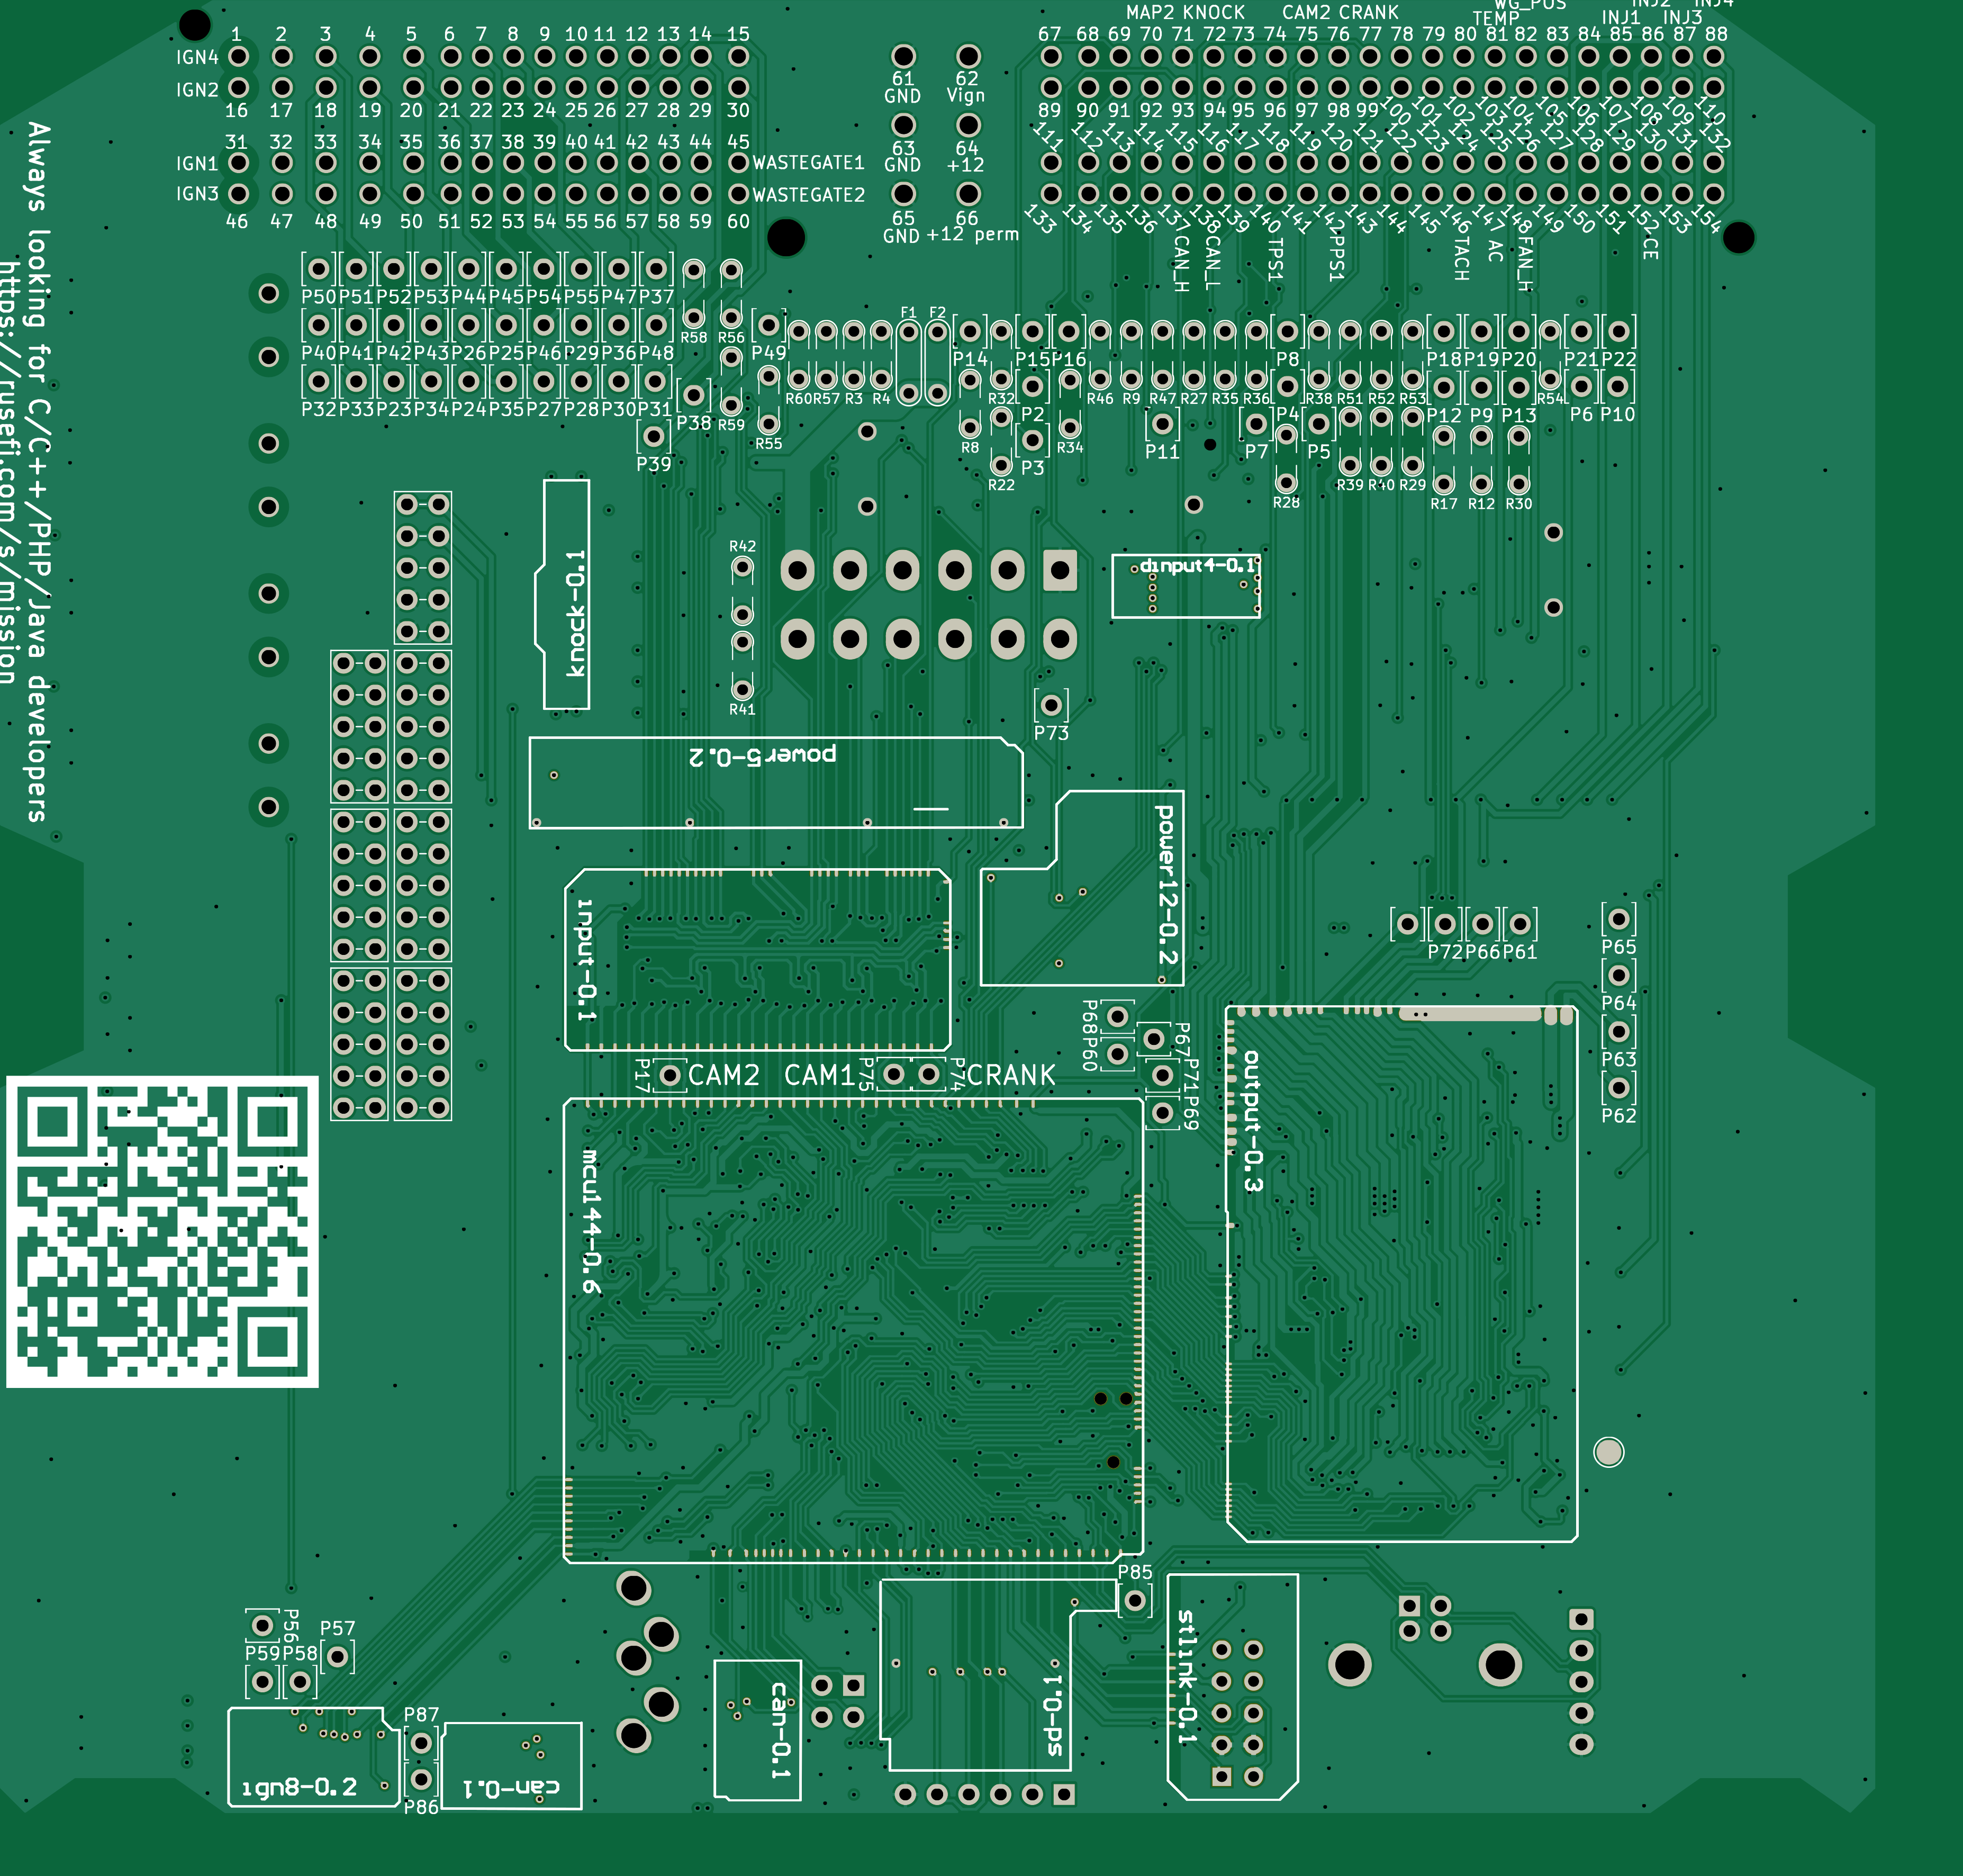 MAP2 KNOCK CAM2 CRANK TEMP WG_POS INJ1 INJ2 INJ3 INJ4
1 2 3 4 5 6 7 8 9 10 11 12 13 14 15
IGN4
IGN2
16 17 18 19 20 21 22 23 24 25 26 27 28 29 30
31 32 33 34 35 36 37 38 39 40 41 42 43 44 45
IGN1
WASTEGATE1
IGN3
WASTEGATE2
46 47 48 49 50 51 52 53 54 55 56 57 58 59 60
61 62
GND Vign
63 64
GND +12
65 66
GND +12 perm
67 68 69 70 71 72 73 74 75 76 77 78 79 80 81 82 83 84 85 86 87 88
89 90 91 92 93 94 95 96 97 98 99 100 101 102 103 104 105 106 107 108 109 110
111 112 113 114 115 116 117 118 119 120 121 122 123 124 125 126 127 128 129 130 131 132
133 134 135 136 137 138 139 140 141 142 143 144 145 146 147 148 149 150 151 152 153 154
CAN_H CAN_L TPS1 PPS1 TACH AC FAN_H CE
Always looking for C/C++/PHP/Java developers
https://rusefi.com/s/mission
P50 P51 P52 P53 P44 P45 P54 P55 P47 P37
R58 R56
P40 P41 P42 P43 P26 P25 P46 P29 P36 P48
P49
F1 F2
P32 P33 P23 P34 P24 P35 P27 P28 P30 P31
P38 R59 R55
P39
R60 R57 R3 R4
P14 R32 P15 P16 R46 R9 R47 R27 R35 R36 P8 R38 R51 R52 R53 P18 P19 P20 R54 P21 P22
R8 P2 R34 P4 P12 P9 P13 P6 P10
R22 P3 P11 P7 R28 P5 R39 R40 R29 R17 R12 R30
knock-0.1
R42
R41
dinput4-0.1
P73
power5-0.2
power12-0.2
input-0.1
P72 P66 P61
P65
P64
P63
P62
P68 P60 P67 P71 P69
P17 CAM2 CAM1 P75 P74 CRANK
output-0.3
mcu144-0.6
P85
P56 P57
P59 P58
P87
P86
ign8-0.2
can-0.1
can-0.1
ps-0.1
stlink-0.1